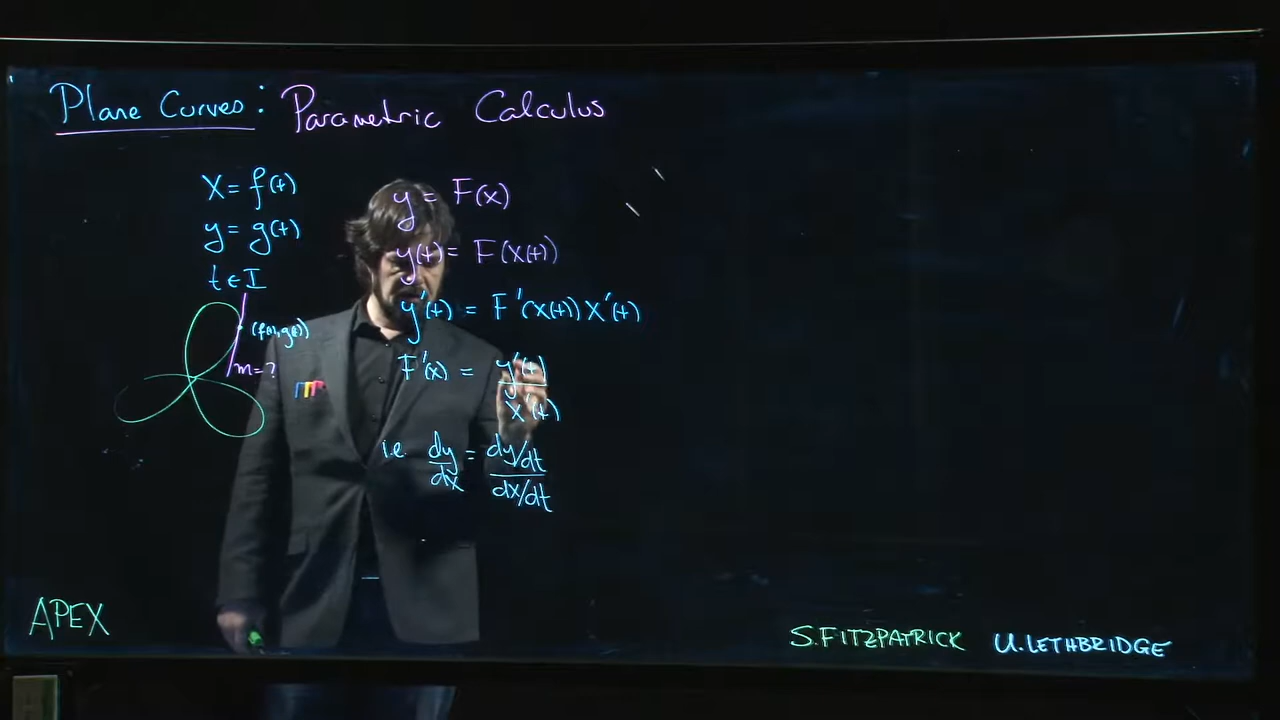 Plane Curves: Parametric Calculus
x = f(t)
y = g(t)
t ∈ I
(f(t), g(t))
m = ?
y = F(x)
y(t) = F(x(t))
y'(t) = F'(x(t)) x'(t)
F'(x) = y'(t) / x'(t)
i.e. dy/dx = (dy/dt) / (dx/dt)
APEX
S.FITZPATRICK U.LETHBRIDGE